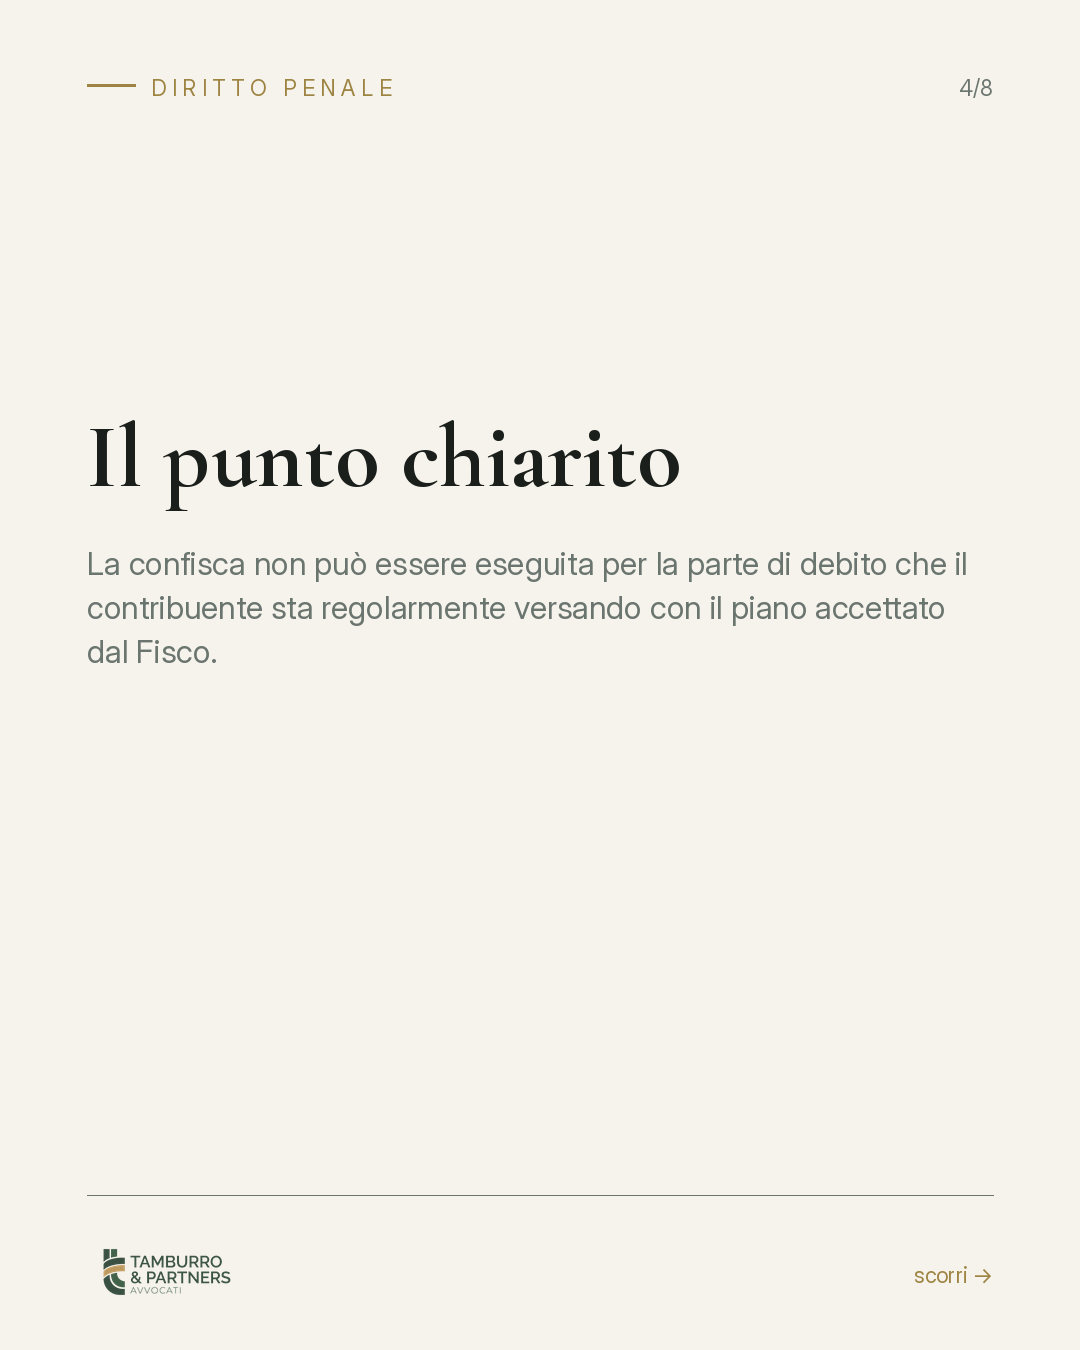 DIRITTO PENALE
4/8
Il punto chiarito
La confisca non può essere eseguita per la parte di debito che il
contribuente sta regolarmente versando con il piano accettato
dal Fisco.
TAMBURRO
& PARTNERS
AVVOCATI
scorri →